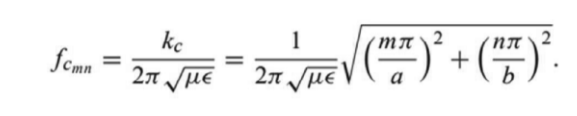 f_{c_{mn}} = \frac{k_c}{2\pi\sqrt{\mu\epsilon}} = \frac{1}{2\pi\sqrt{\mu\epsilon}} \sqrt{\left(\frac{m\pi}{a}\right)^2 + \left(\frac{n\pi}{b}\right)^2}.